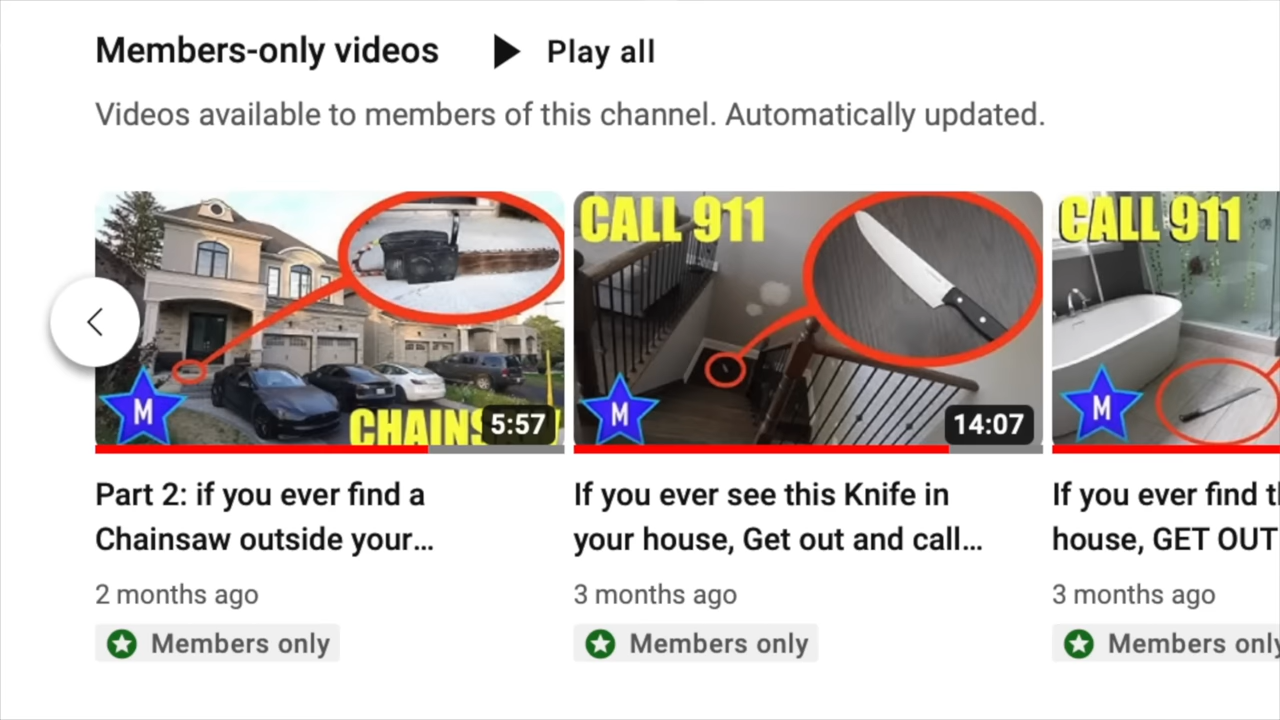 Members-only videos Play all
Videos available to members of this channel. Automatically updated.
CALL 911
CALL 911
M
M
M
5:57
14:07
Part 2: if you ever find a
Chainsaw outside your...
2 months ago
Members only
If you ever see this Knife in
your house, Get out and call...
3 months ago
Members only
If you ever find
house, GET OUT
3 months ago
Members only